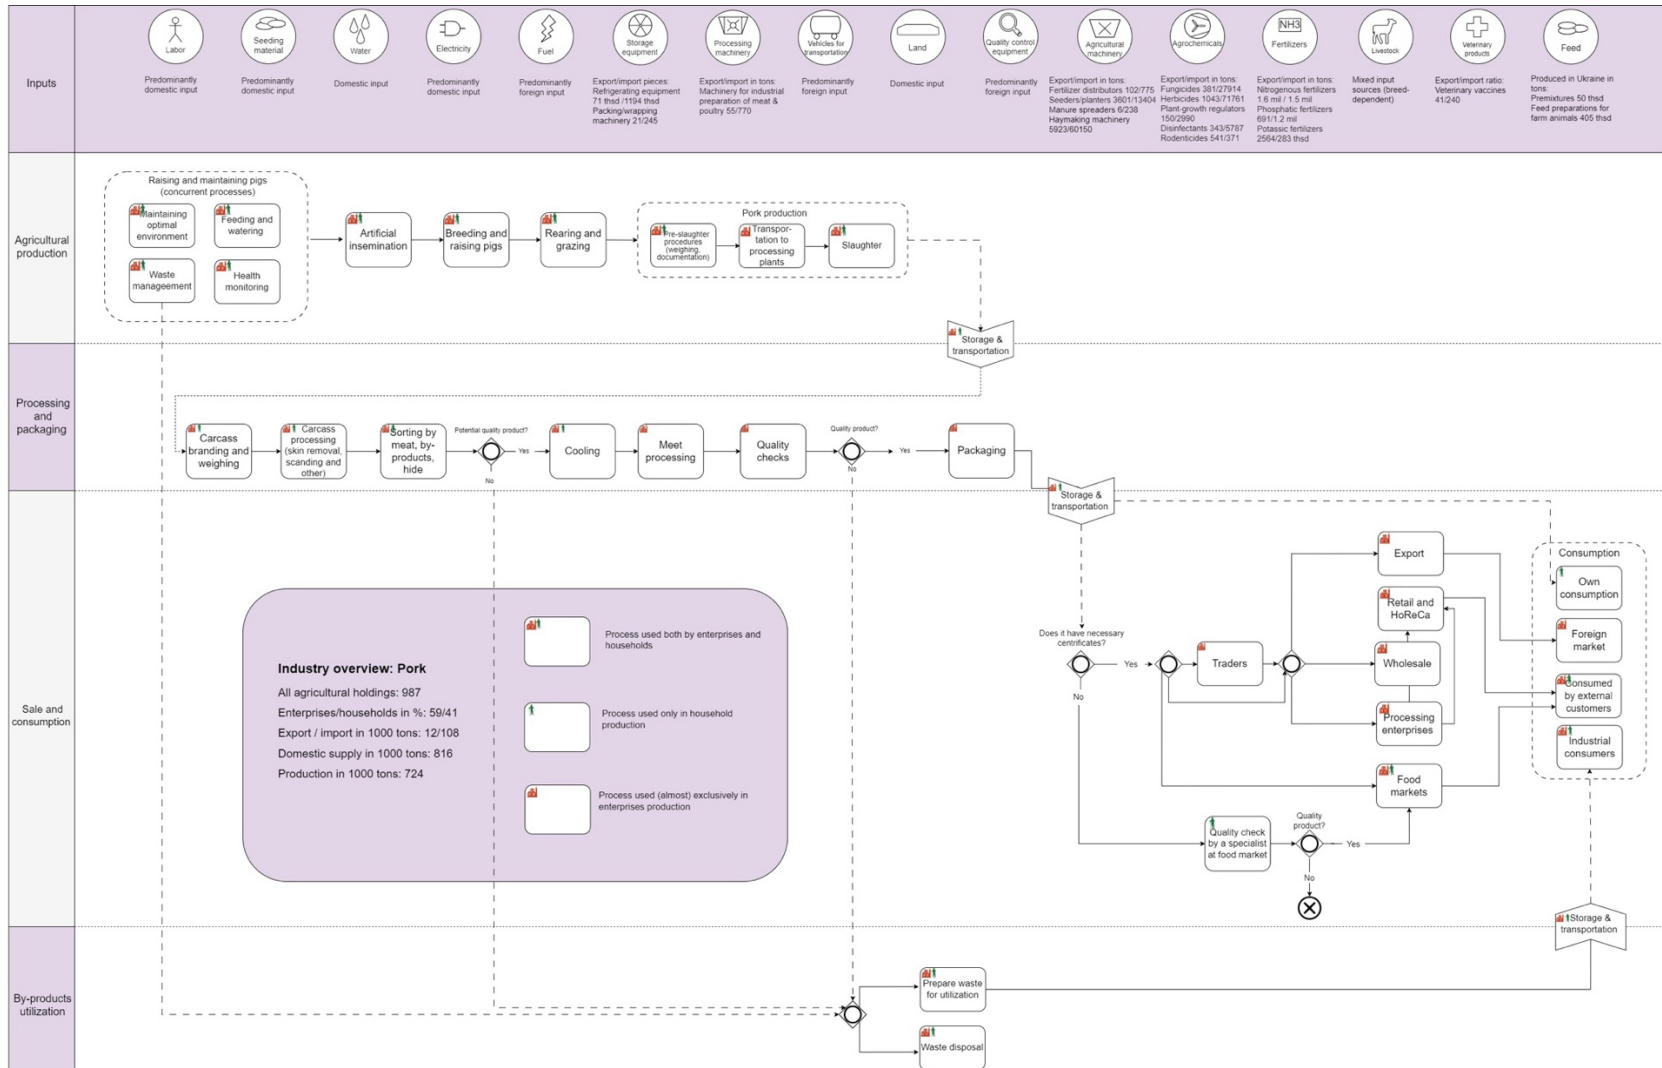 Inputs
Labor
Predominantly
domestic input
Seeding
material
Predominantly
domestic input
Water
Domestic input
Electricity
Predominantly
domestic input
Fuel
Predominantly
foreign input
Storage
equipment
Export/import pieces:
Refrigerating equipment
71 thsd /1194 thsd
Packing/wrapping
machinery 21/245
Processing
machinery
Export/import in tons:
Machinery for industrial
preparation of meat &
poultry 55/770
Vehicles for
transportation
Predominantly
foreign input
Land
Domestic input
Quality control
equipment
Predominantly
foreign input
Agricultural
machinery
Export/import in tons:
Fertilizer distributors 102/775
Seeders/planters 3601/13404
Manure spreaders 6/238
Haymaking machinery
5923/60150
Agrochemicals
Export/import in tons:
Fungicides 381/27914
Herbicides 1043/71761
Plant-growth regulators
150/2990
Disinfectants 343/5787
Rodenticides 541/371
NH3
Fertilizers
Export/import in tons:
Nitrogenous fertilizers
1.6 mil / 1.5 mil
Phosphatic fertilizers
691/1.2 mil
Potassic fertilizers
2564/283 thsd
Livestock
Mixed input
sources (breed-
dependent)
Veterinary
products
Export/import ratio:
Veterinary vaccines
41/240
Feed
Produced in Ukraine in
tons:
Premixtures 50 thsd
Feed preparations for
farm animals 405 thsd
Agricultural
production
Raising and maintaining pigs
(concurrent processes)
Maintaining
optimal
environment
Feeding and
watering
Waste
manageement
Health
monitoring
Artificial
insemination
Breeding and
raising pigs
Rearing and
grazing
Pork production
Pre-slaughter
procedures
(weighing,
documentation)
Transpor-
tation to
processing
plants
Slaughter
Storage &
transportation
Processing
and
packaging
Carcass
branding and
weighing
Carcass
processing
(skin removal,
scanding and
other)
Sorting by
meat, by-
products,
hide
Potential quality product?
Yes
No
Cooling
Meet
processing
Quality
checks
Quality product?
No
Yes
Packaging
Storage &
transportation
Sale and
consumption
Industry overview: Pork
All agricultural holdings: 987
Enterprises/households in %: 59/41
Export / import in 1000 tons: 12/108
Domestic supply in 1000 tons: 816
Production in 1000 tons: 724
Process used both by enterprises and
households
Process used only in household
production
Process used (almost) exclusively in
enterprises production
Does it have necessary
centrificates?
Yes
No
Traders
Export
Retail and
HoReCa
Wholesale
Processing
enterprises
Food
markets
Quality check
by a specialist
at food market
Quality
product?
Yes
No
Consumption
Own
consumption
Foreign
market
Consumed
by external
customers
Industrial
consumers
Storage &
transportation
By-products
utilization
Prepare waste
for utilization
Waste disposal